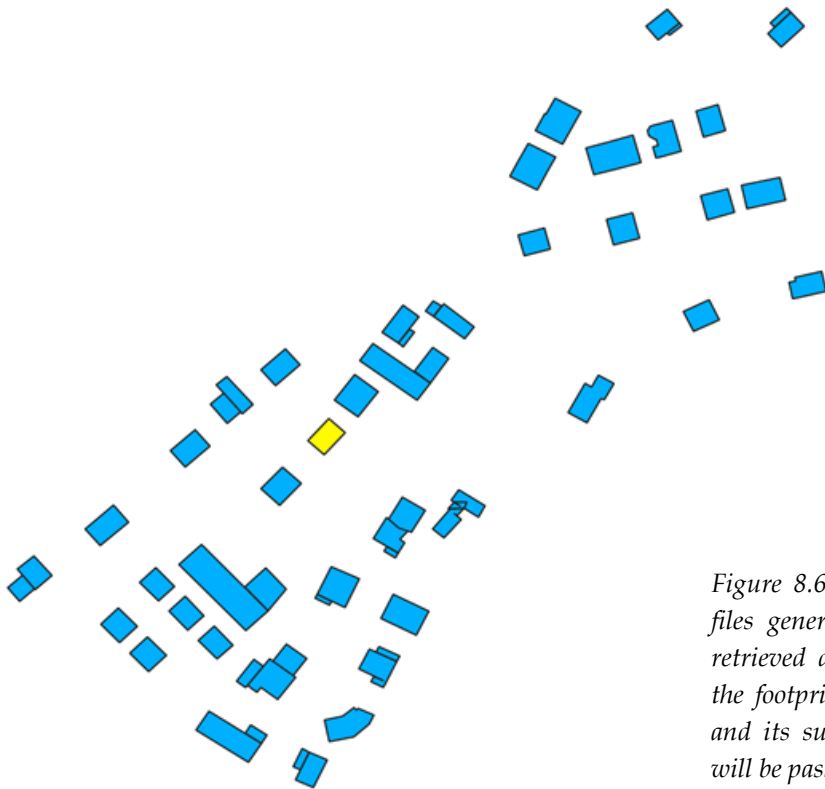 Figure 8.6
files gener
retrieved a
the footpri
and its su
will be pas